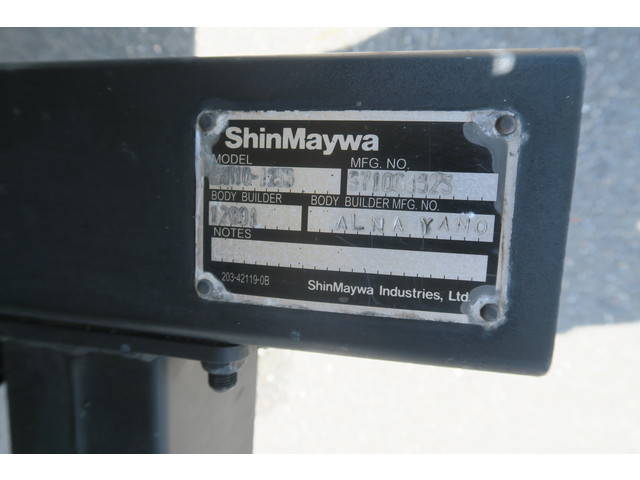 ShinMaywa
MODEL MFG. NO.
BODY BUILDER BODY BUILDER MFG. NO.
ALNA YANO
NOTES
203-42119-0B ShinMaywa Industries, Ltd.